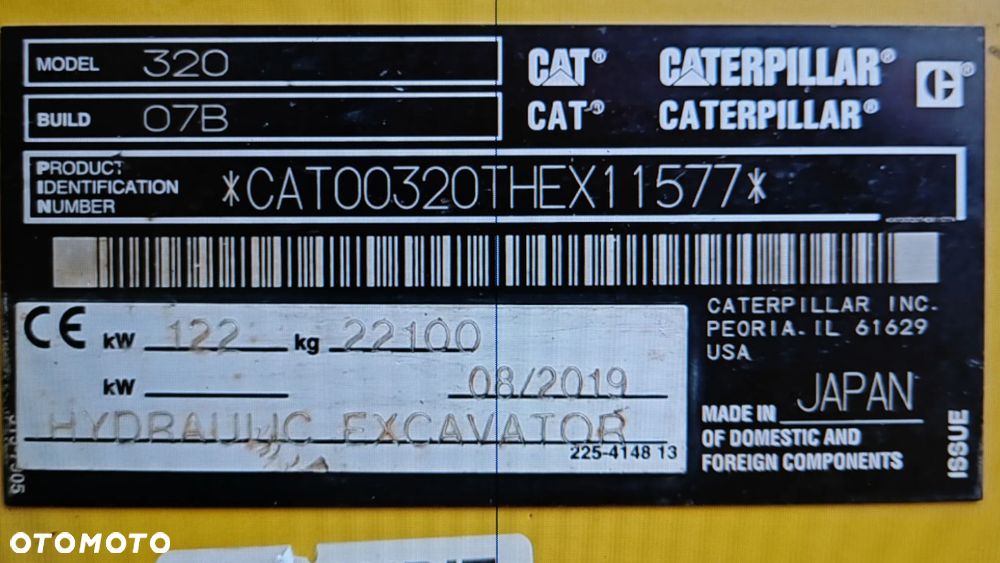 MODEL 320
BUILD 07B
CAT® CATERPILLAR® C®
CAT® CATERPILLAR®
PRODUCT
IDENTIFICATION
NUMBER
*CAT00320THEX11577*
CATERPILLAR INC.
PEORIA, IL 61629
USA
CE kW 122 kg 22100
kW 08/2019
HYDRAULIC EXCAVATOR
225-4148 13
MADE IN JAPAN
OF DOMESTIC AND
FOREIGN COMPONENTS
ISSUE
OTOMOTO